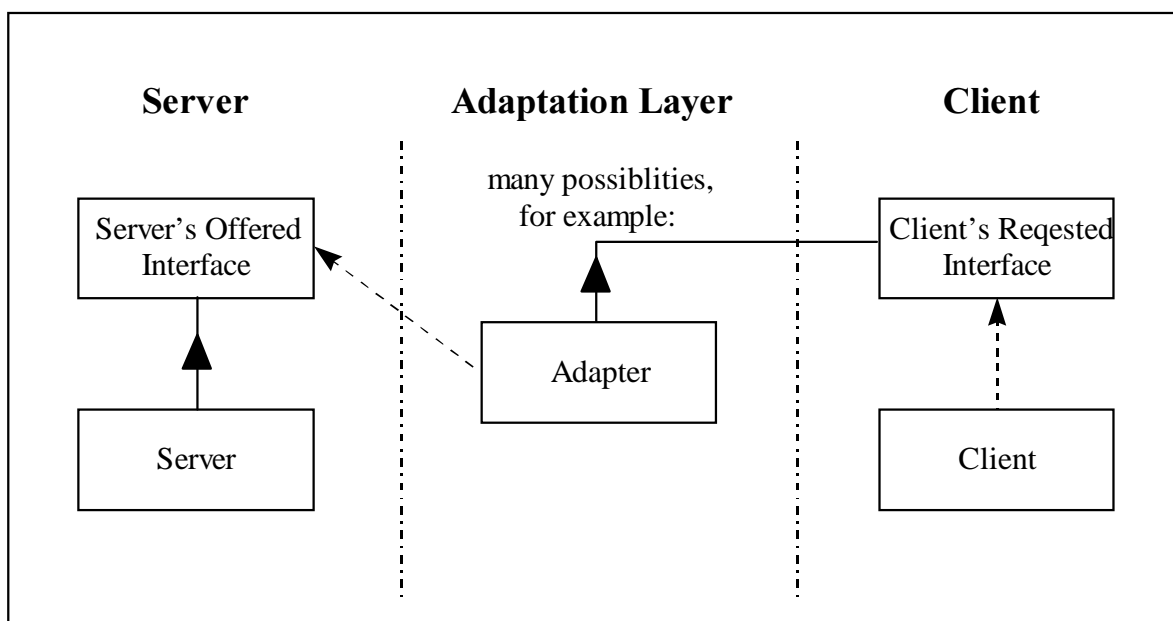 Server
Adaptation Layer
Client
many possiblities,
for example:
Server's Offered
Interface
Client's Reqested
Interface
Adapter
Server
Client